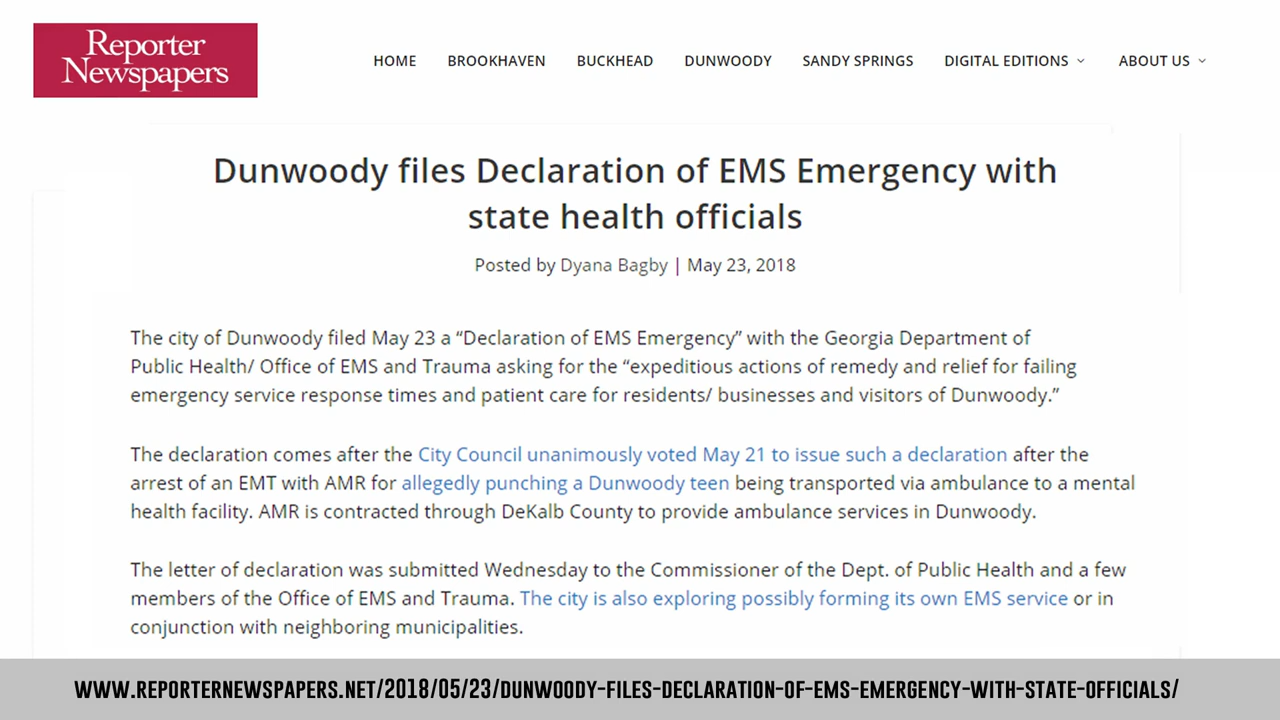 Reporter
Newspapers
HOME BROOKHAVEN BUCKHEAD DUNWOODY SANDY SPRINGS DIGITAL EDITIONS ABOUT US
Dunwoody files Declaration of EMS Emergency with
state health officials
Posted by Dyana Bagby | May 23, 2018
The city of Dunwoody filed May 23 a “Declaration of EMS Emergency” with the Georgia Department of
Public Health/ Office of EMS and Trauma asking for the “expeditious actions of remedy and relief for failing
emergency service response times and patient care for residents/ businesses and visitors of Dunwoody.”
The declaration comes after the City Council unanimously voted May 21 to issue such a declaration after the
arrest of an EMT with AMR for allegedly punching a Dunwoody teen being transported via ambulance to a mental
health facility. AMR is contracted through DeKalb County to provide ambulance services in Dunwoody.
The letter of declaration was submitted Wednesday to the Commissioner of the Dept. of Public Health and a few
members of the Office of EMS and Trauma. The city is also exploring possibly forming its own EMS service or in
conjunction with neighboring municipalities.
WWW.REPORTERNEWSPAPERS.NET/2018/05/23/DUNWOODY-FILES-DECLARATION-OF-EMS-EMERGENCY-WITH-STATE-OFFICIALS/